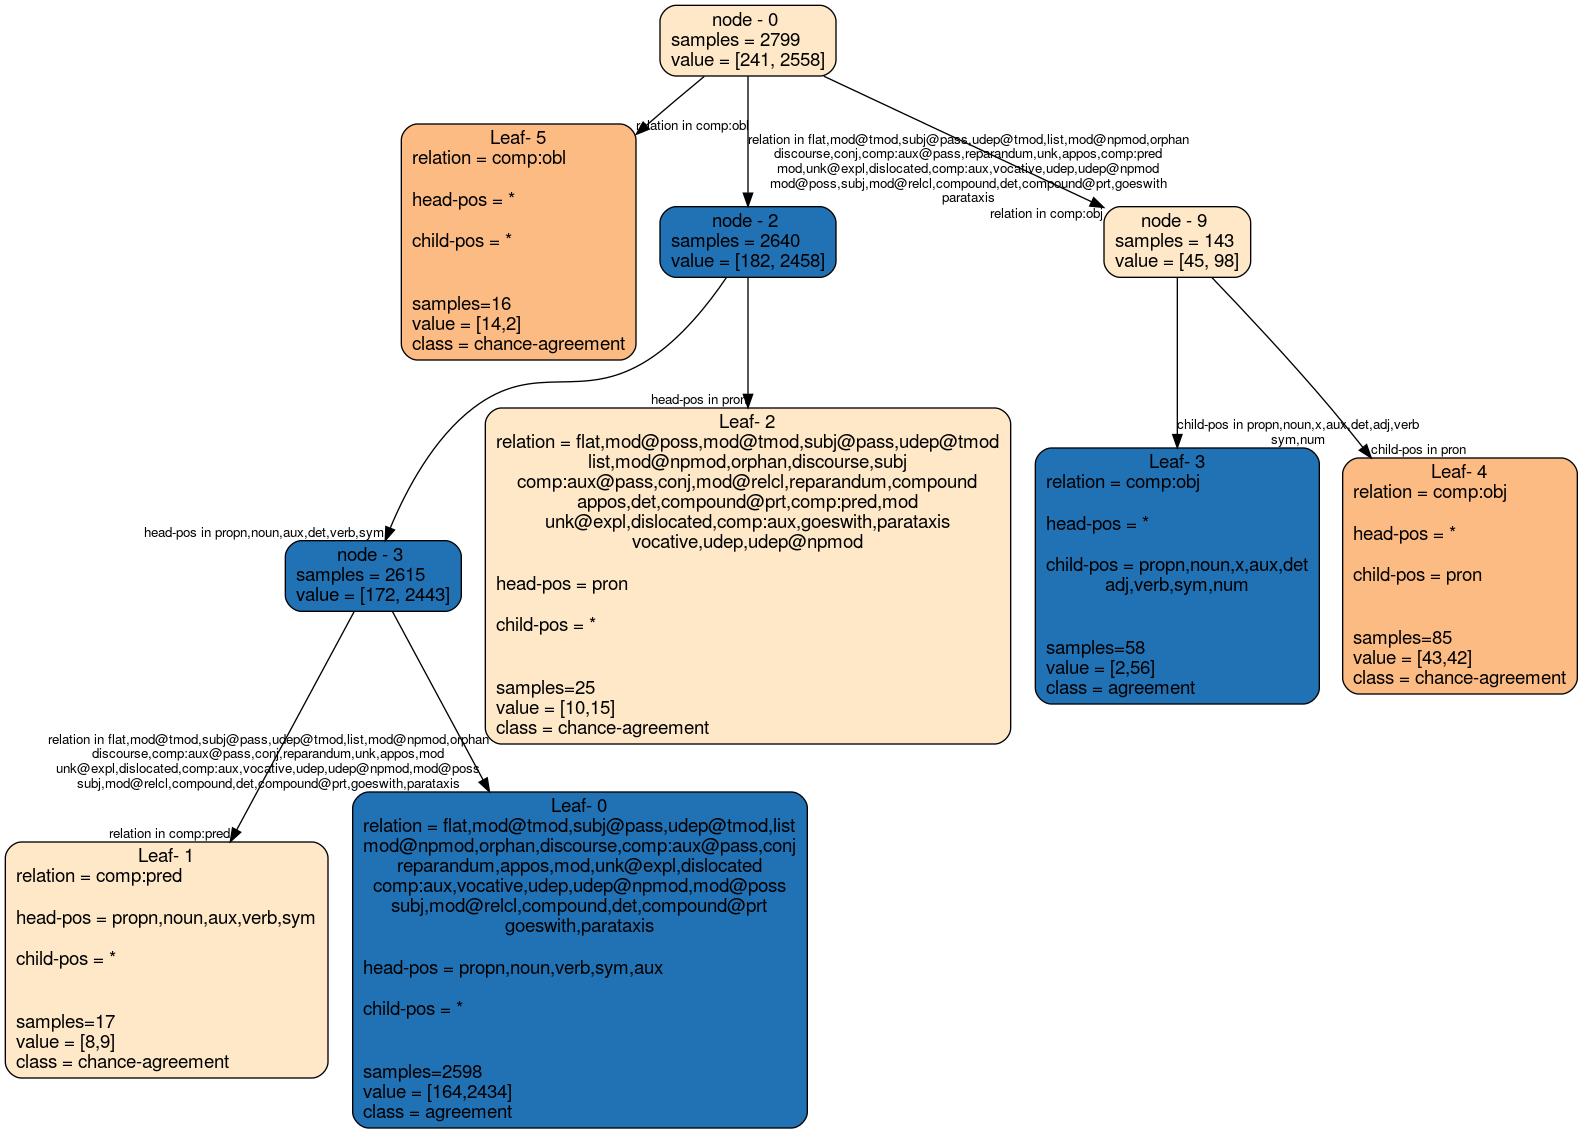 node - 0
samples = 2799
value = [241, 2558]
relation in comp:obl
relation in flat,mod@tmod,subj@pass,udep@tmod,list,mod@npmod,orphan
discourse,conj,comp:aux@pass,reparandum,unk,appos,comp:pred
mod,unk@expl,dislocated,comp:aux,vocative,udep,udep@npmod
mod@poss,subj,mod@relcl,compound,det,compound@prt,goeswith
parataxis
relation in comp:obj
Leaf- 5
relation = comp:obl
head-pos = *
child-pos = *
samples=16
value = [14,2]
class = chance-agreement
node - 2
samples = 2640
value = [182, 2458]
node - 9
samples = 143
value = [45, 98]
head-pos in propn,noun,aux,det,verb,sym
head-pos in pron
child-pos in propn,noun,x,aux,det,adj,verb
sym,num
child-pos in pron
Leaf- 2
relation = flat,mod@poss,mod@tmod,subj@pass,udep@tmod
list,mod@npmod,orphan,discourse,subj
comp:aux@pass,conj,mod@relcl,reparandum,compound
appos,det,compound@prt,comp:pred,mod
unk@expl,dislocated,comp:aux,goeswith,parataxis
vocative,udep,udep@npmod
head-pos = pron
child-pos = *
samples=25
value = [10,15]
class = chance-agreement
Leaf- 3
relation = comp:obj
head-pos = *
child-pos = propn,noun,x,aux,det
adj,verb,sym,num
samples=58
value = [2,56]
class = agreement
Leaf- 4
relation = comp:obj
head-pos = *
child-pos = pron
samples=85
value = [43,42]
class = chance-agreement
node - 3
samples = 2615
value = [172, 2443]
relation in flat,mod@tmod,subj@pass,udep@tmod,list,mod@npmod,orphan
discourse,comp:aux@pass,conj,reparandum,unk,appos,mod
unk@expl,dislocated,comp:aux,vocative,udep,udep@npmod,mod@poss
subj,mod@relcl,compound,det,compound@prt,goeswith,parataxis
relation in comp:pred
Leaf- 1
relation = comp:pred
head-pos = propn,noun,aux,verb,sym
child-pos = *
samples=17
value = [8,9]
class = chance-agreement
Leaf- 0
relation = flat,mod@tmod,subj@pass,udep@tmod,list
mod@npmod,orphan,discourse,comp:aux@pass,conj
reparandum,appos,mod,unk@expl,dislocated
comp:aux,vocative,udep,udep@npmod,mod@poss
subj,mod@relcl,compound,det,compound@prt
goeswith,parataxis
head-pos = propn,noun,verb,sym,aux
child-pos = *
samples=2598
value = [164,2434]
class = agreement